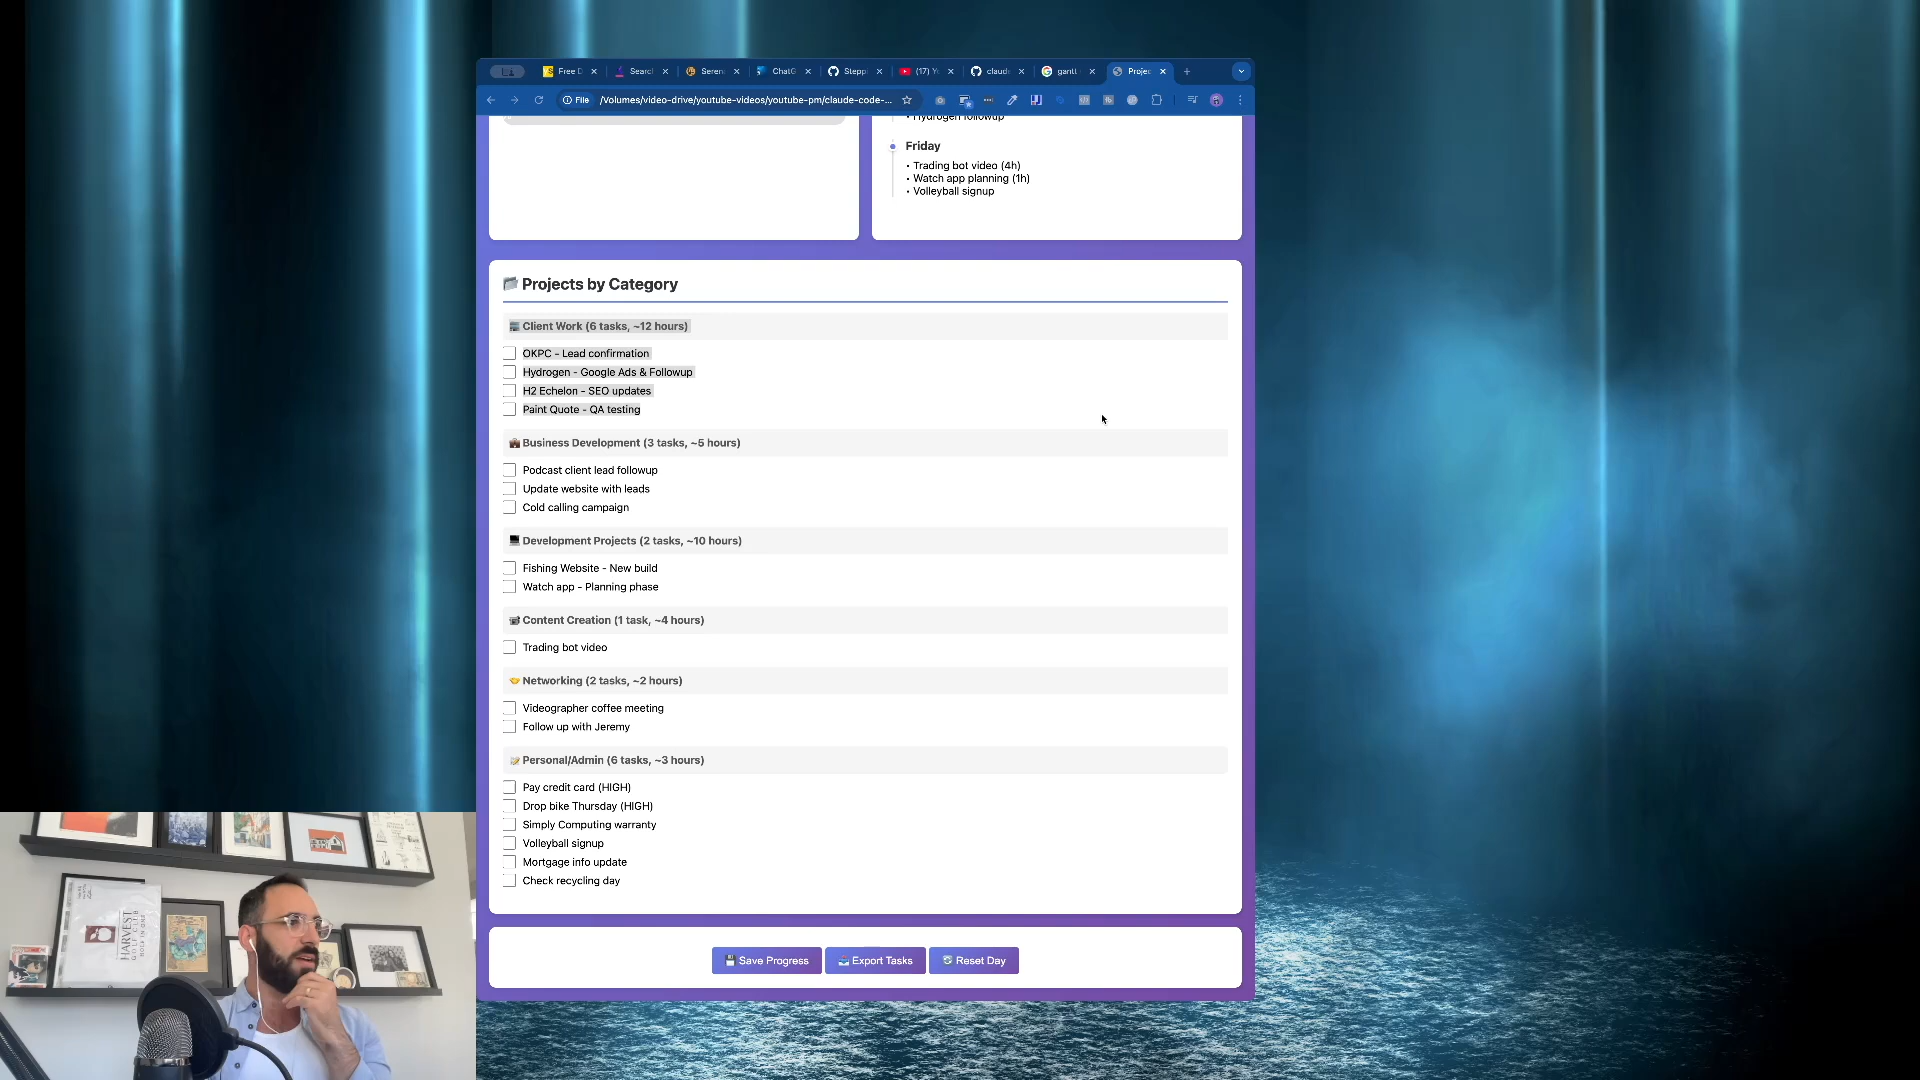 Free D
Search
Seren
ChatG
Stepp
(17) Y
claud
gantt
Projec
File
/Volumes/video-drive/youtube-videos/youtube-pm/claude-code-...
• Hydrogen followup
Friday
• Trading bot video (4h)
• Watch app planning (1h)
• Volleyball signup
Projects by Category
Client Work (6 tasks, ~12 hours)
OKPC - Lead confirmation
Hydrogen - Google Ads & Followup
H2 Echelon - SEO updates
Paint Quote - QA testing
Business Development (3 tasks, ~5 hours)
Podcast client lead followup
Update website with leads
Cold calling campaign
Development Projects (2 tasks, ~10 hours)
Fishing Website - New build
Watch app - Planning phase
Content Creation (1 task, ~4 hours)
Trading bot video
Networking (2 tasks, ~2 hours)
Videographer coffee meeting
Follow up with Jeremy
Personal/Admin (6 tasks, ~3 hours)
Pay credit card (HIGH)
Drop bike Thursday (HIGH)
Simply Computing warranty
Volleyball signup
Mortgage info update
Check recycling day
Save Progress
Export Tasks
Reset Day
HARVEST
GOLF CLUB